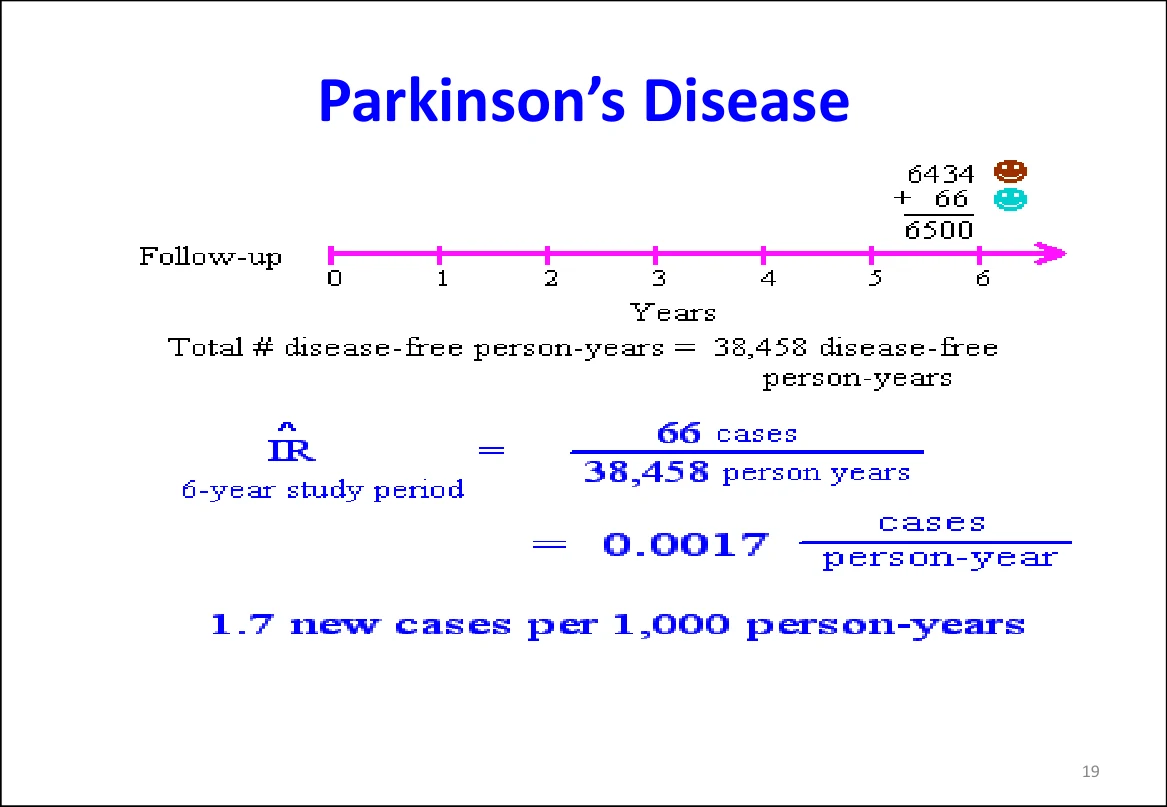 Parkinson’s Disease
6434
+ 66
6500
Follow-up
0 1 2 3 4 5 6
Years
Total # disease-free person-years = 38,458 disease-free
person-years
^
IR = 66 cases
38,458 person years
6-year study period
= 0.0017 cases
person-year
1.7 new cases per 1,000 person-years
19